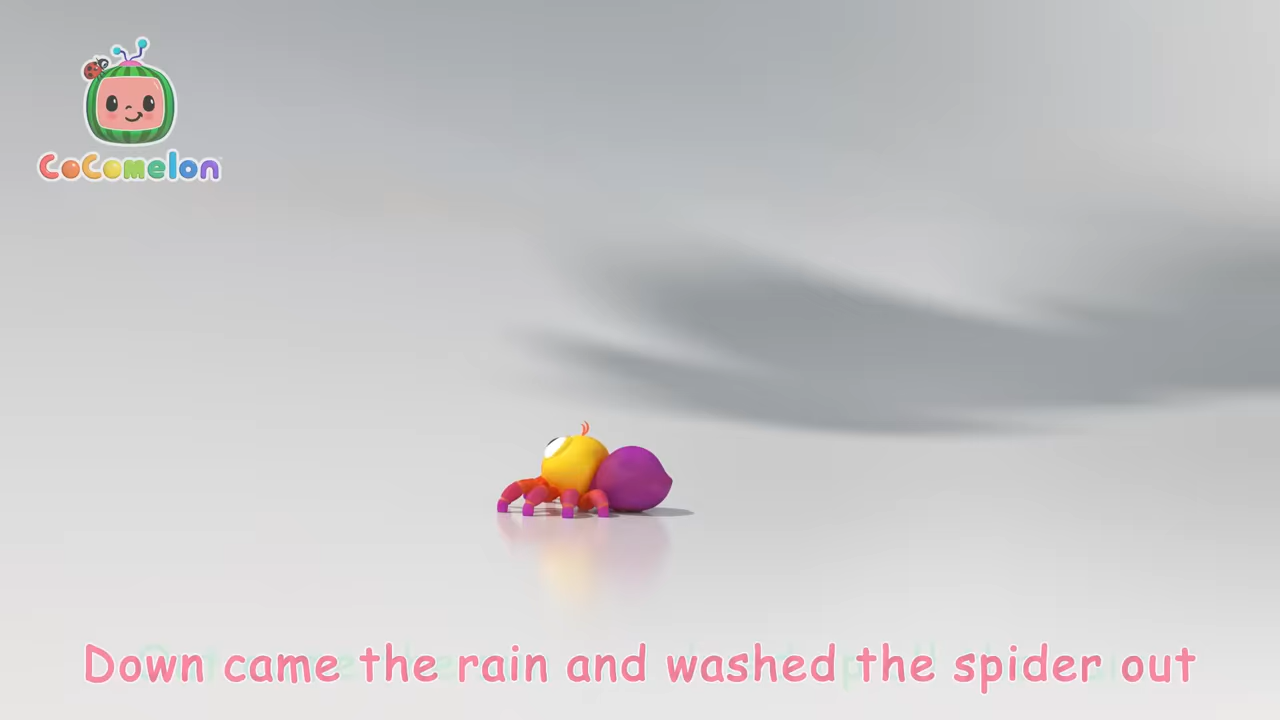 CoComelon
Down came the rain and washed the spider out